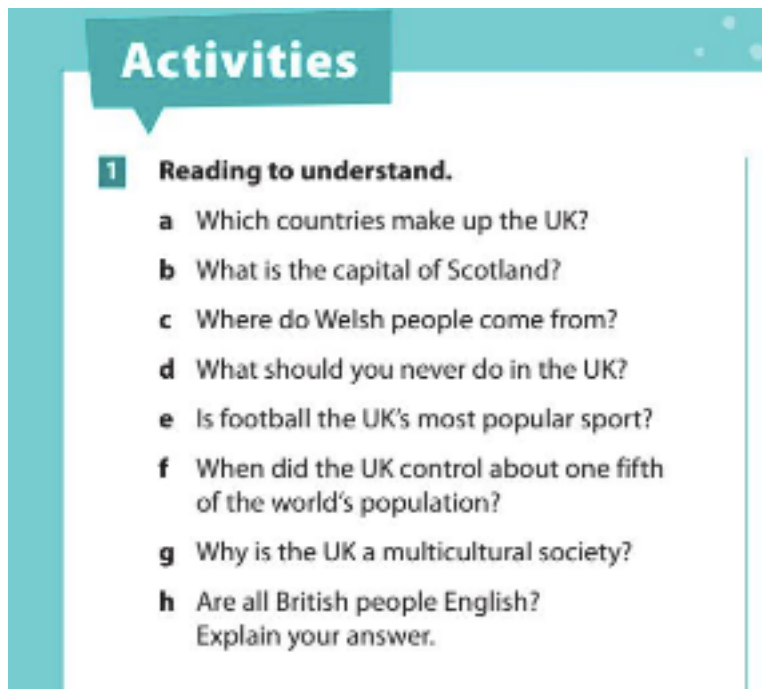 Activities
1 Reading to understand.
a Which countries make up the UK?
b What is the capital of Scotland?
c Where do Welsh people come from?
d What should you never do in the UK?
e Is football the UK's most popular sport?
f When did the UK control about one fifth
of the world's population?
g Why is the UK a multicultural society?
h Are all British people English?
Explain your answer.